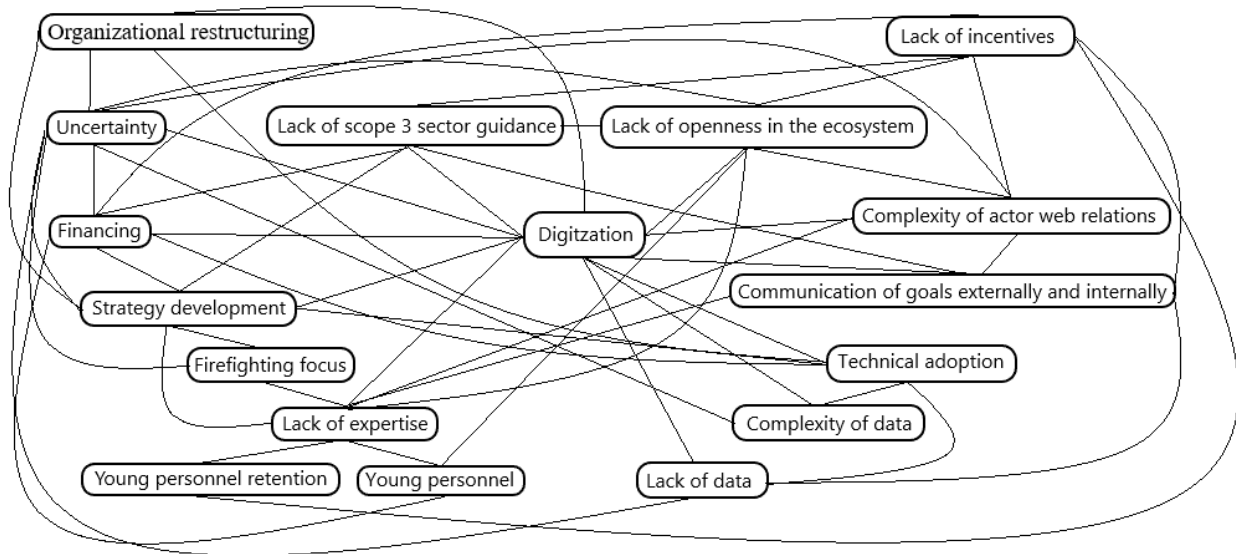 Organizational restructuring
Lack of incentives
Uncertainty
Lack of scope 3 sector guidance
Lack of openness in the ecosystem
Financing
Digitzation
Complexity of actor web relations
Strategy development
Communication of goals externally and internally
Firefighting focus
Technical adoption
Lack of expertise
Complexity of data
Young personnel retention
Young personnel
Lack of data